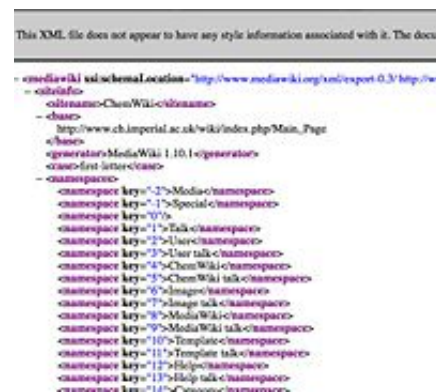 This XML file does not appear to have any style information associated with it. The docu
- <mediawiki xsi:schemaLocation="http://www.mediawiki.org/xml/export-0.3/ http://w
- <siteinfo>
<sitename>ChemWiki</sitename>
- <base>
http://www.ch.imperial.ac.uk/wiki/index.php/Main_Page
</base>
<generator>MediaWiki 1.10.1</generator>
<case>first-letter</case>
- <namespaces>
<namespace key="-2">Media</namespace>
<namespace key="-1">Special</namespace>
<namespace key="0"/>
<namespace key="1">Talk</namespace>
<namespace key="2">User</namespace>
<namespace key="3">User talk</namespace>
<namespace key="4">ChemWiki</namespace>
<namespace key="5">ChemWiki talk</namespace>
<namespace key="6">Image</namespace>
<namespace key="7">Image talk</namespace>
<namespace key="8">MediaWiki</namespace>
<namespace key="9">MediaWiki talk</namespace>
<namespace key="10">Template</namespace>
<namespace key="11">Template talk</namespace>
<namespace key="12">Help</namespace>
<namespace key="13">Help talk</namespace>
<namespace key="14">Category</namespace>